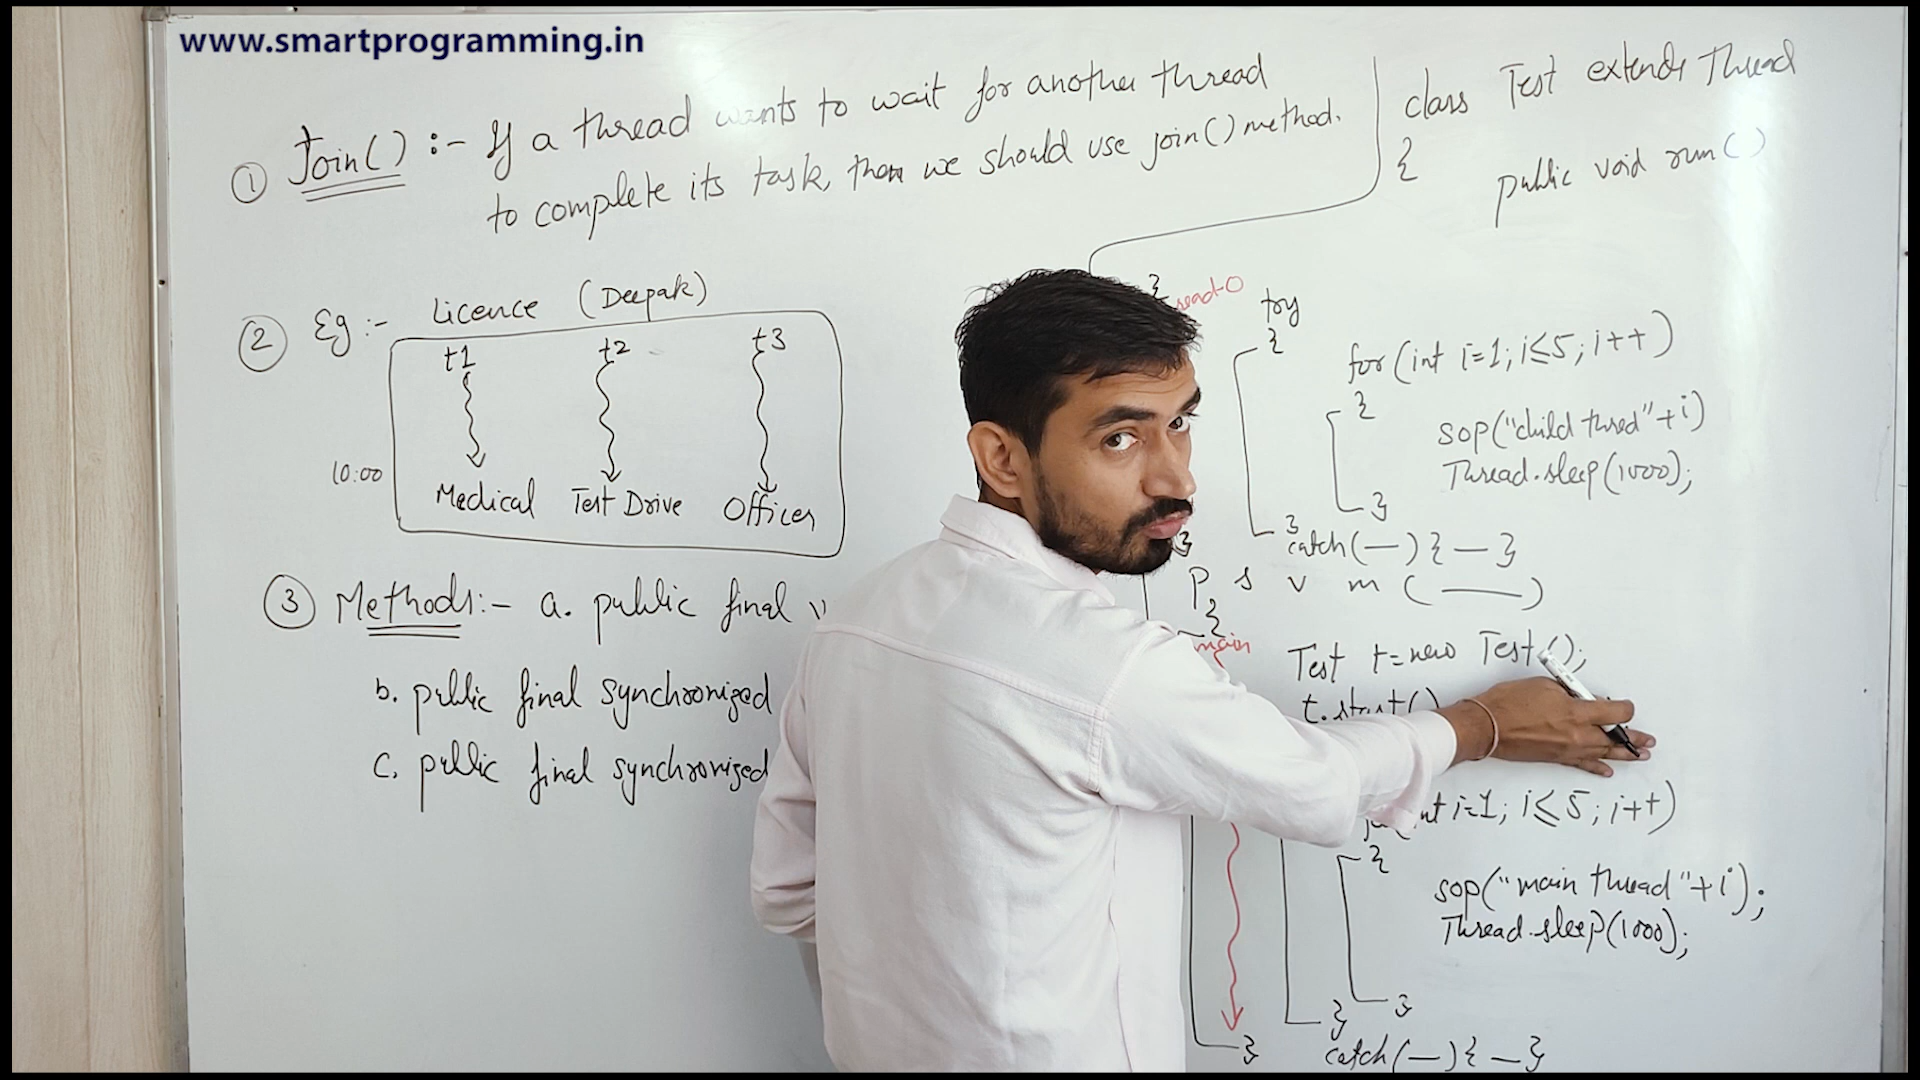 www.smartprogramming.in
① Join() :- If a thread wants to wait for another thread
to complete its task, then we should use join() method.
② Eg :- Licence (Deepak)
t1 t2 t3
10:00
Medical Test Drive Officer
③ Methods :- a. public final
b. public final synchronized
c. public final synchronized
class Test extends Thread
{
public void run()
{
try
{
for(int i=1; i≤5; i++)
{
sop("child thred"+i)
Thread.sleep(1000);
}
}
catch(—){—}
}
p s v m (——)
{
main
Test t=new Test();
t.start()
int i=1; i≤5; i++)
{
sop("main thread"+i);
Thread.sleep(1000);
}
}
catch(—){—}
}